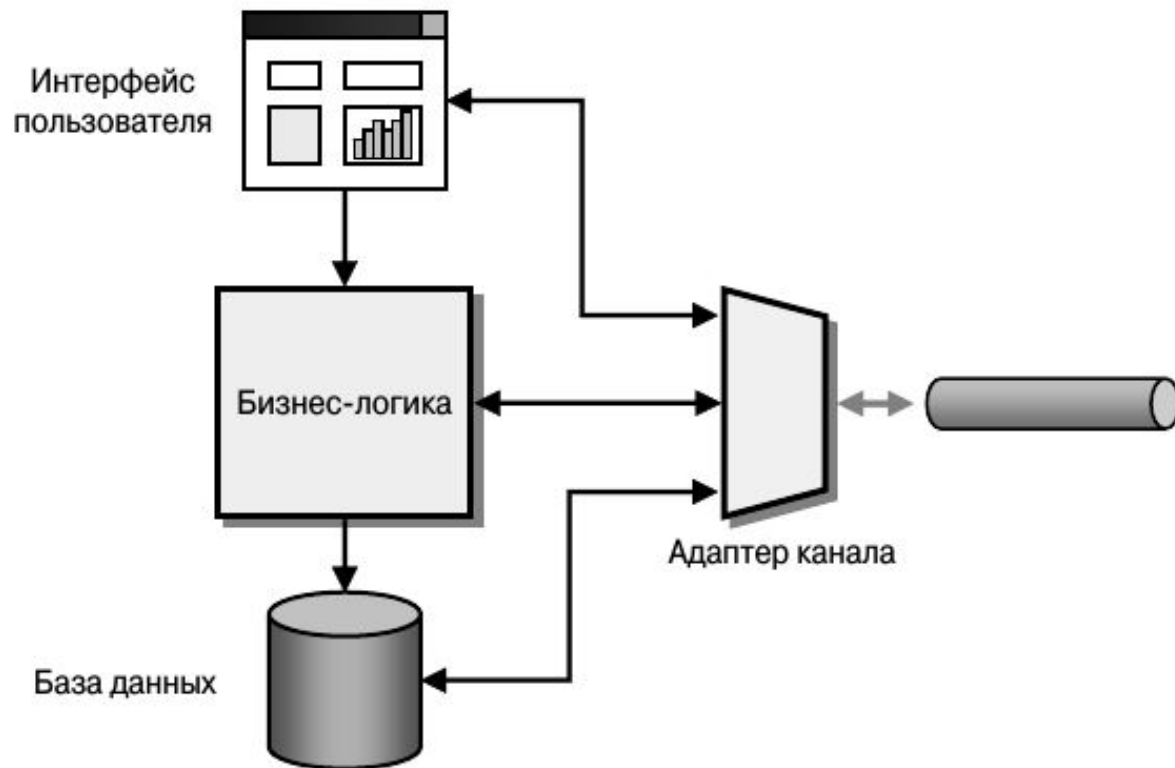 Интерфейс
пользователя
Бизнес-логика
Адаптер канала
База данных